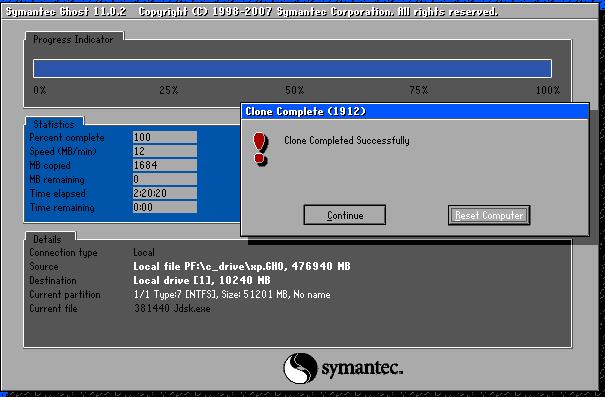 Symantec Ghost 11.0.2 Copyright (C) 1998-2007 Symantec Corporation. All rights reserved.
Progress Indicator
0% 25% 50% 75% 100%
Clone Complete (1912)
Clone Completed Successfully
Continue Reset Computer
Statistics
Percent complete 100
Speed (MB/min) 12
MB copied 1684
MB remaining 0
Time elapsed 2:20:20
Time remaining 0:00
Details
Connection type Local
Source Local file PF:\c_drive\xp.GHO, 476940 MB
Destination Local drive [1], 10240 MB
Current partition 1/1 Type:7 [NTFS], Size: 51201 MB, No name
Current file 381440 Jdsk.exe
symantec.